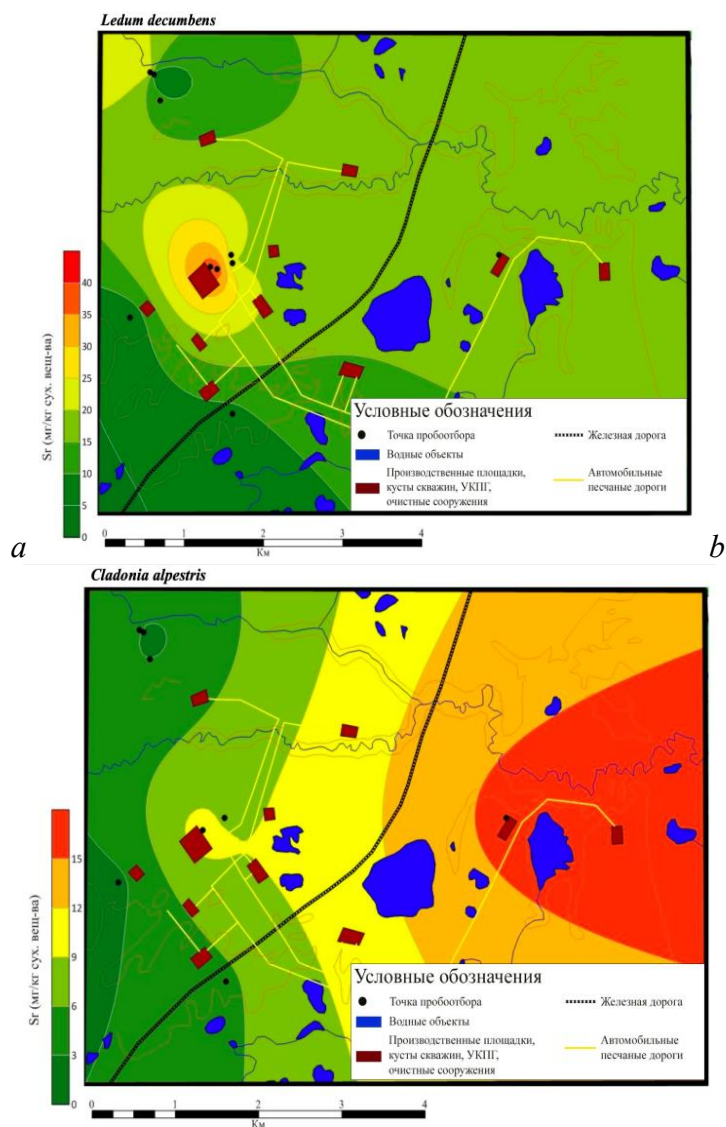 Ledum decumbens
Sr (мг/кг сух. вещ-ва)
40
35
30
25
20
15
10
5
0
Условные обозначения
Точка пробоотбора
Железная дорога
Водные объекты
Производственные площадки,
кусты скважин, УКПГ,
очистные сооружения
Автомобильные
песчаные дороги
0 1 2 3 4
Км
a
b
Cladonia alpestris
Sr (мг/кг сух. вещ-ва)
15
12
9
6
3
0
Условные обозначения
Точка пробоотбора
Железная дорога
Водные объекты
Производственные площадки,
кусты скважин, УКПГ,
очистные сооружения
Автомобильные
песчаные дороги
0 1 2 3 4
Км